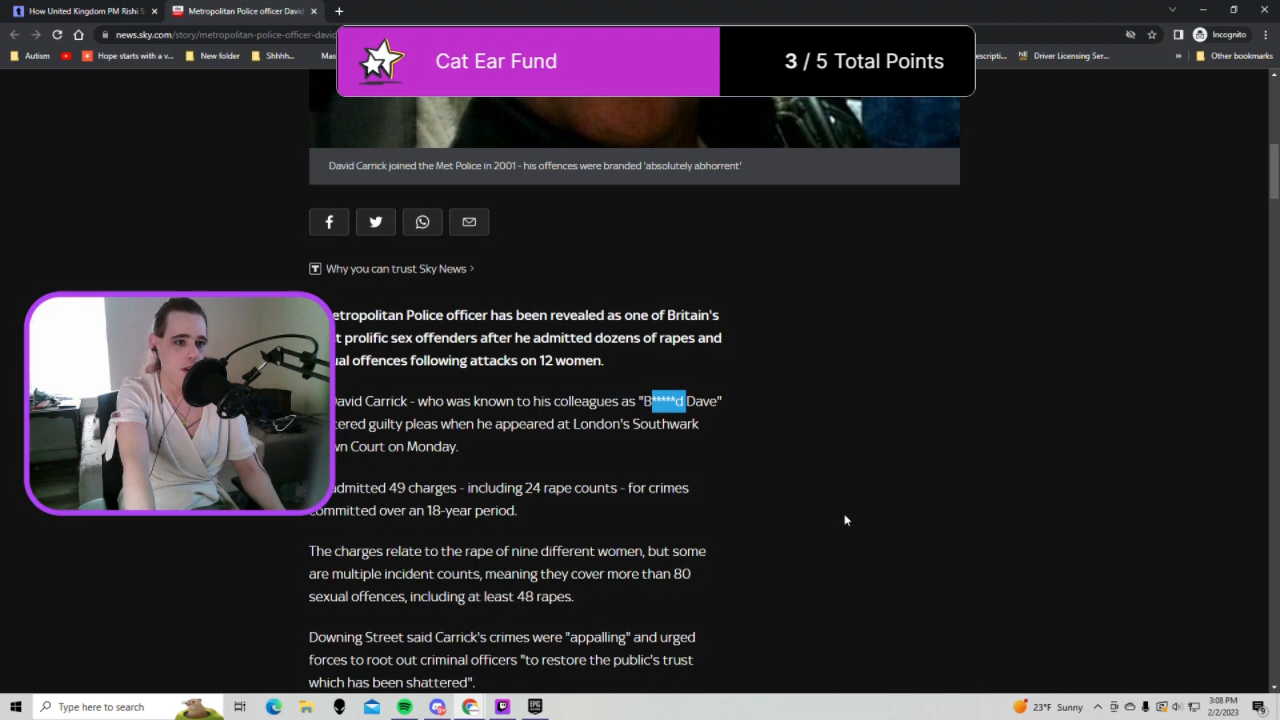 How United Kingdom PM Rishi S
Metropolitan Police officer David
news.sky.com/story/metropolitan-police-officer-davi
Incognito
Autism
Hope starts with a v...
New folder
Shhhh...
Driver Licensing Ser...
Other bookmarks
Cat Ear Fund
3 / 5 Total Points
David Carrick joined the Met Police in 2001 - his offences were branded 'absolutely abhorrent'
Why you can trust Sky News
etropolitan Police officer has been revealed as one of Britain's
t prolific sex offenders after he admitted dozens of rapes and
ual offences following attacks on 12 women.
avid Carrick - who was known to his colleagues as "B*****d Dave"
tered guilty pleas when he appeared at London's Southwark
wn Court on Monday.
dmitted 49 charges - including 24 rape counts - for crimes
committed over an 18-year period.
The charges relate to the rape of nine different women, but some
are multiple incident counts, meaning they cover more than 80
sexual offences, including at least 48 rapes.
Downing Street said Carrick's crimes were "appalling" and urged
forces to root out criminal officers "to restore the public's trust
which has been shattered".
Type here to search
23°F Sunny
3:08 PM
2/2/2023